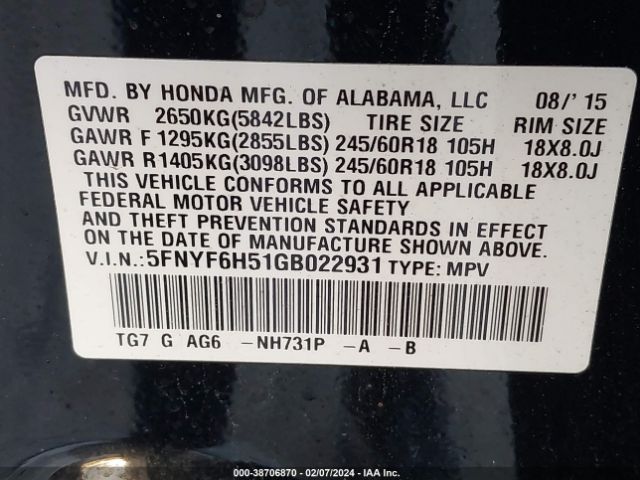 MFD. BY HONDA MFG. OF ALABAMA, LLC 08/' 15
GVWR 2650KG(5842LBS) TIRE SIZE RIM SIZE
GAWR F 1295KG(2855LBS) 245/60R18 105H 18X8.0J
GAWR R1405KG(3098LBS) 245/60R18 105H 18X8.0J
THIS VEHICLE CONFORMS TO ALL APPLICABLE
FEDERAL MOTOR VEHICLE SAFETY
AND THEFT PREVENTION STANDARDS IN EFFECT
ON THE DATE OF MANUFACTURE SHOWN ABOVE.
V.I.N.:5FNYF6H51GB022931 TYPE: MPV
TG7 G AG6 -NH731P -A -B
000-38706870 - 02/07/2024 - IAA Inc.